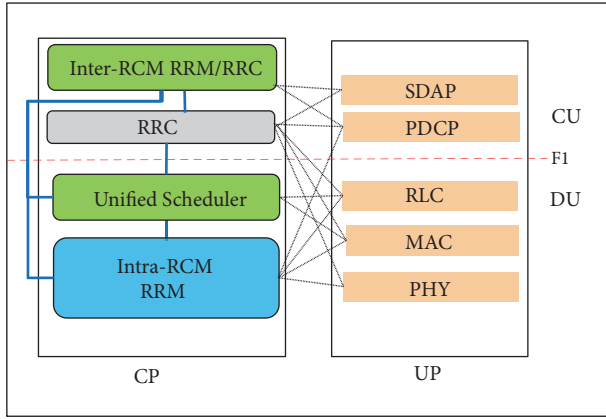 Inter-RCM RRM/RRC
RRC
Unified Scheduler
Intra-RCM
RRM
CP
SDAP
PDCP
RLC
MAC
PHY
UP
CU
F1
DU